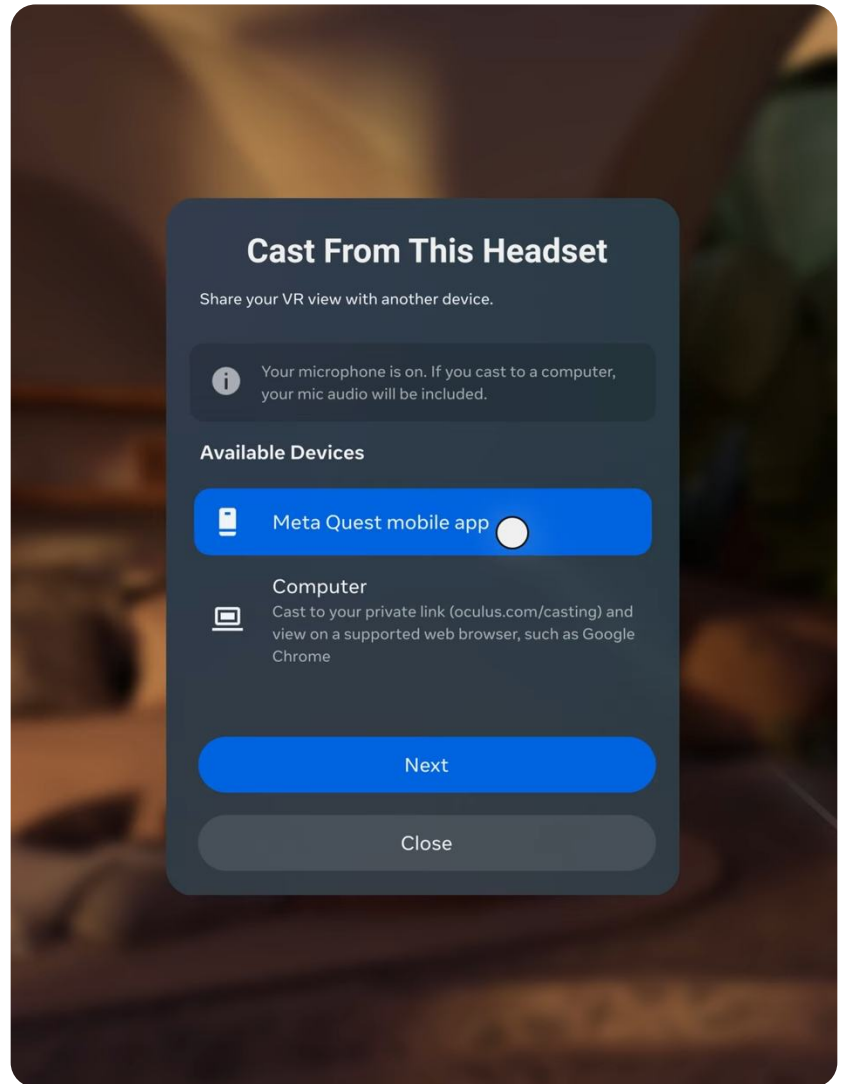 Cast From This Headset
Share your VR view with another device.
Your microphone is on. If you cast to a computer,
your mic audio will be included.
Available Devices
Meta Quest mobile app
Computer
Cast to your private link (oculus.com/casting) and
view on a supported web browser, such as Google
Chrome
Next
Close